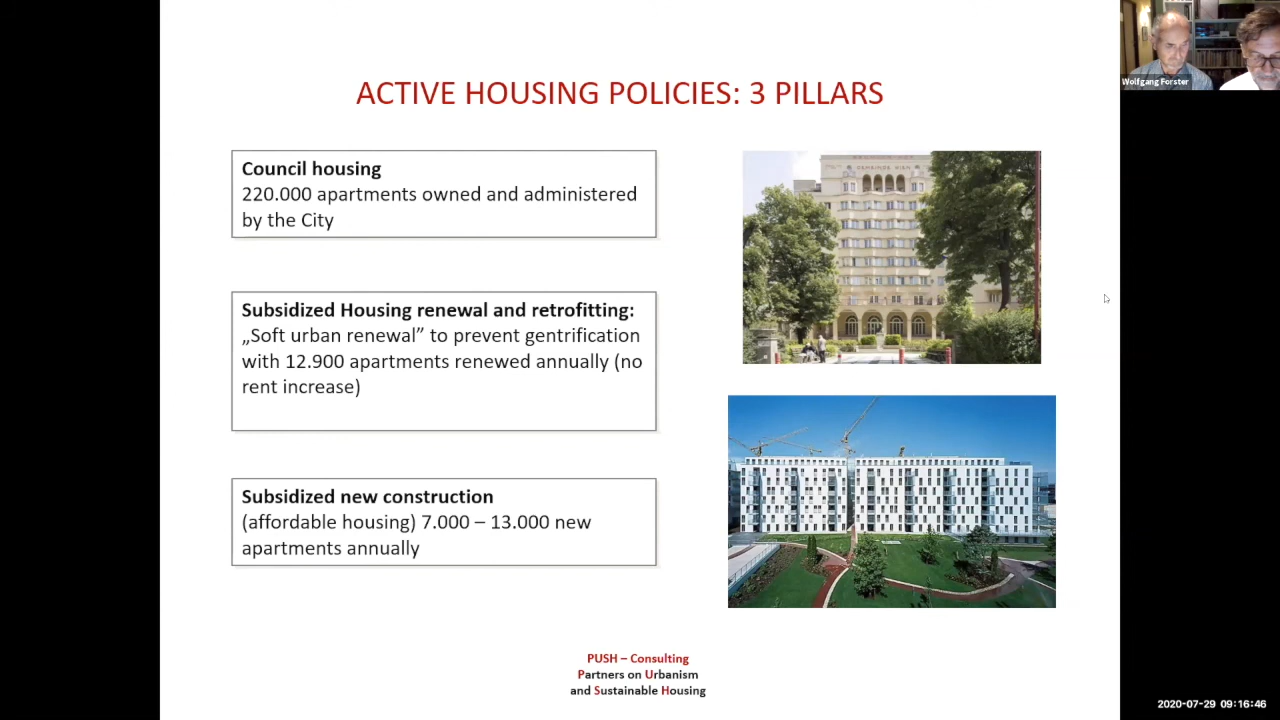 Wolfgang Forster
ACTIVE HOUSING POLICIES: 3 PILLARS
Council housing
220.000 apartments owned and administered
by the City
Subsidized Housing renewal and retrofitting:
„Soft urban renewal” to prevent gentrification
with 12.900 apartments renewed annually (no
rent increase)
Subsidized new construction
(affordable housing) 7.000 – 13.000 new
apartments annually
PUSH – Consulting
Partners on Urbanism
and Sustainable Housing
2020-07-29 09:16:46